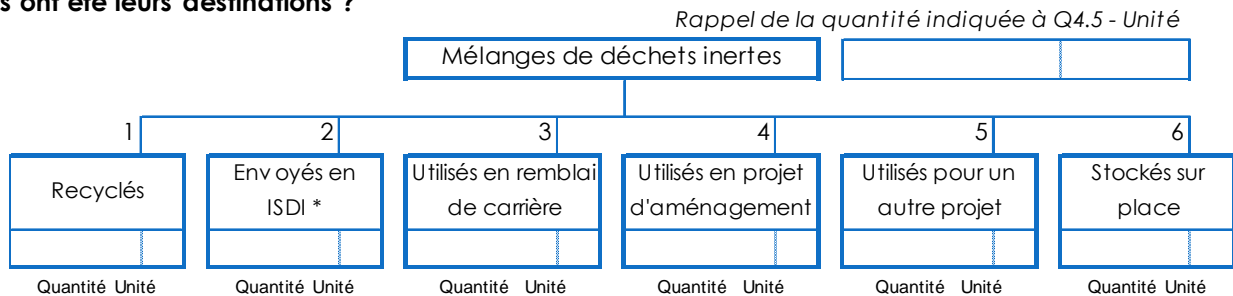 s ont été leurs destinations ?
Rappel de la quantité indiquée à Q4.5 - Unité
Mélanges de déchets inertes
1 2 3 4 5 6
Recyclés
Env oyés en
ISDI *
Utilisés en remblai
de carrière
Utilisés en projet
d'aménagement
Utilisés pour un
autre projet
Stockés sur
place
Quantité Unité Quantité Unité Quantité Unité Quantité Unité Quantité Unité Quantité Unité